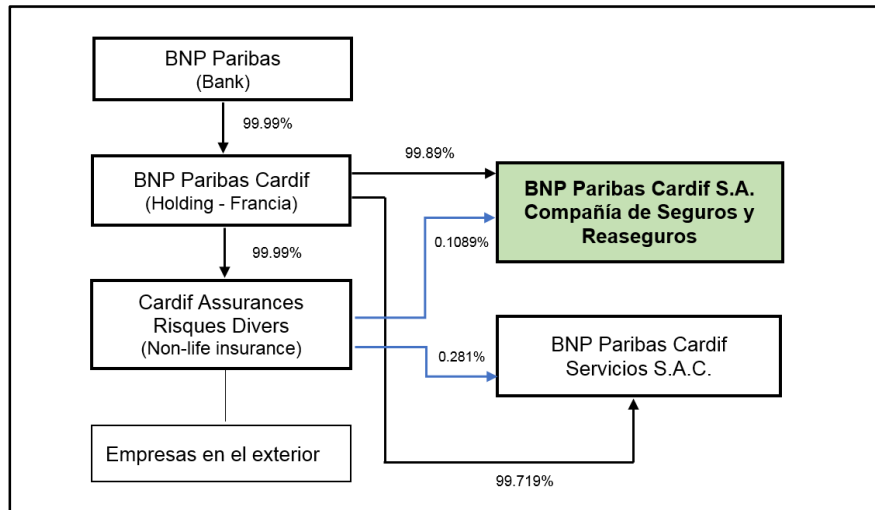 BNP Paribas
(Bank)
99.99%
99.89%
BNP Paribas Cardif
(Holding - Francia)
BNP Paribas Cardif S.A.
Compañía de Seguros y
Reaseguros
0.1089%
99.99%
Cardif Assurances
Risques Divers
(Non-life insurance)
0.281%
BNP Paribas Cardif
Servicios S.A.C.
Empresas en el exterior
99.719%